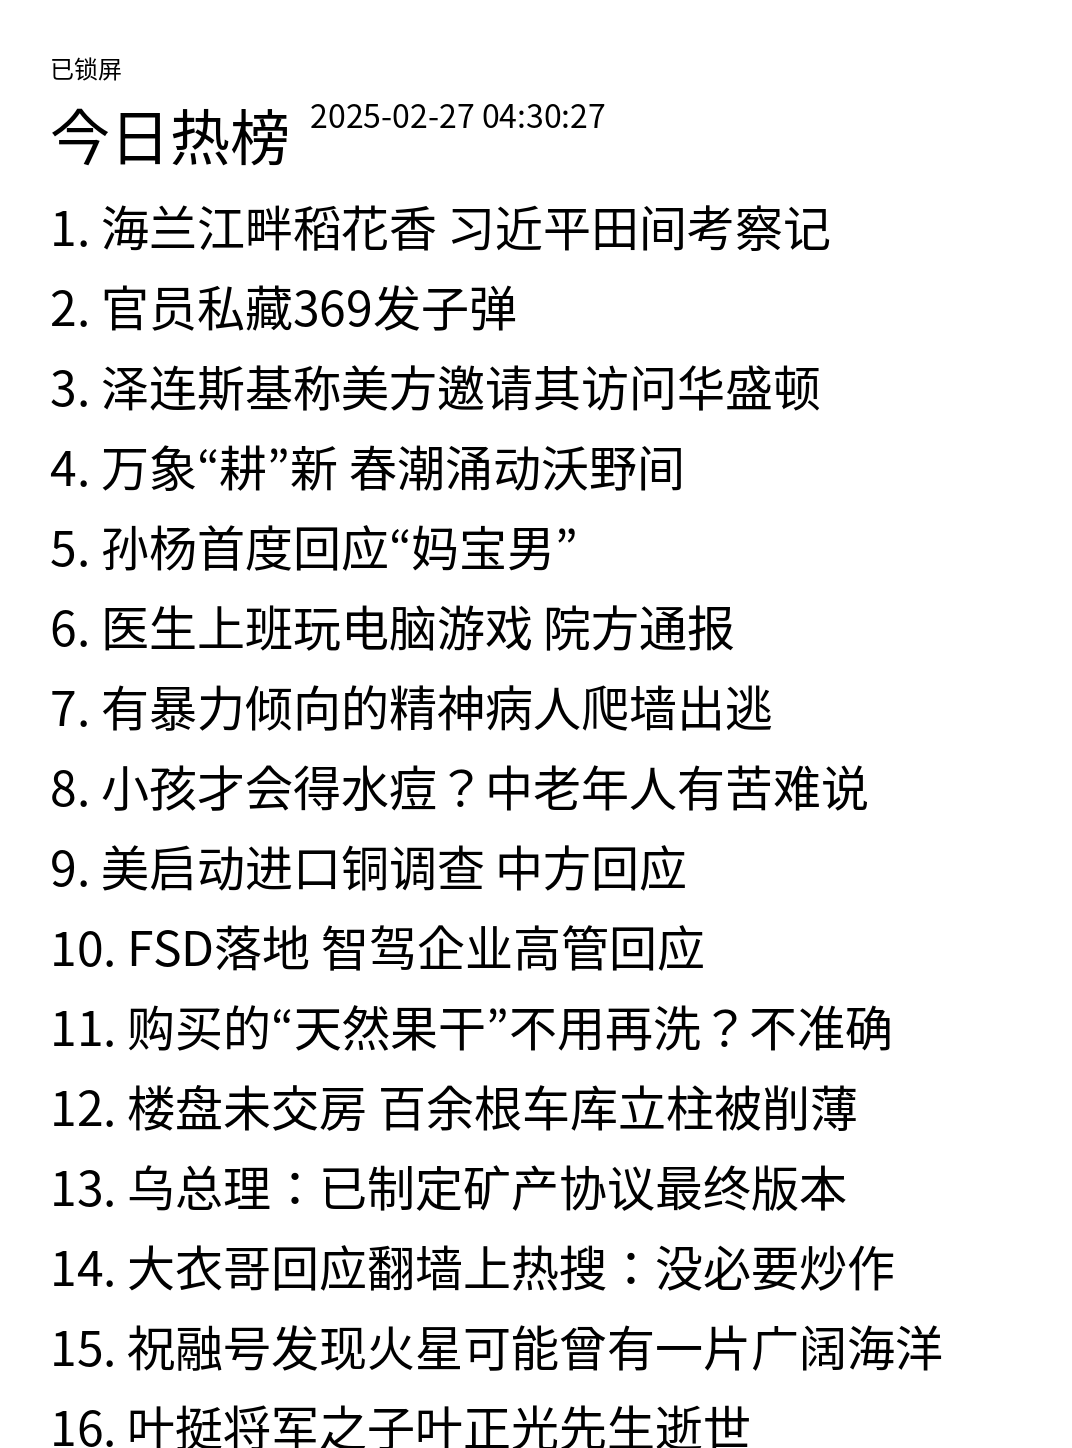 已锁屏
今日热榜 2025-02-27 04:30:27
1. 海兰江畔稻花香 习近平田间考察记
2. 官员私藏369发子弹
3. 泽连斯基称美方邀请其访问华盛顿
4. 万象“耕”新 春潮涌动沃野间
5. 孙杨首度回应“妈宝男”
6. 医生上班玩电脑游戏 院方通报
7. 有暴力倾向的精神病人爬墙出逃
8. 小孩才会得水痘？中老年人有苦难说
9. 美启动进口铜调查 中方回应
10. FSD落地 智驾企业高管回应
11. 购买的“天然果干”不用再洗？不准确
12. 楼盘未交房 百余根车库立柱被削薄
13. 乌总理：已制定矿产协议最终版本
14. 大衣哥回应翻墙上热搜：没必要炒作
15. 祝融号发现火星可能曾有一片广阔海洋
16. 叶挺将军之子叶正光先生逝世